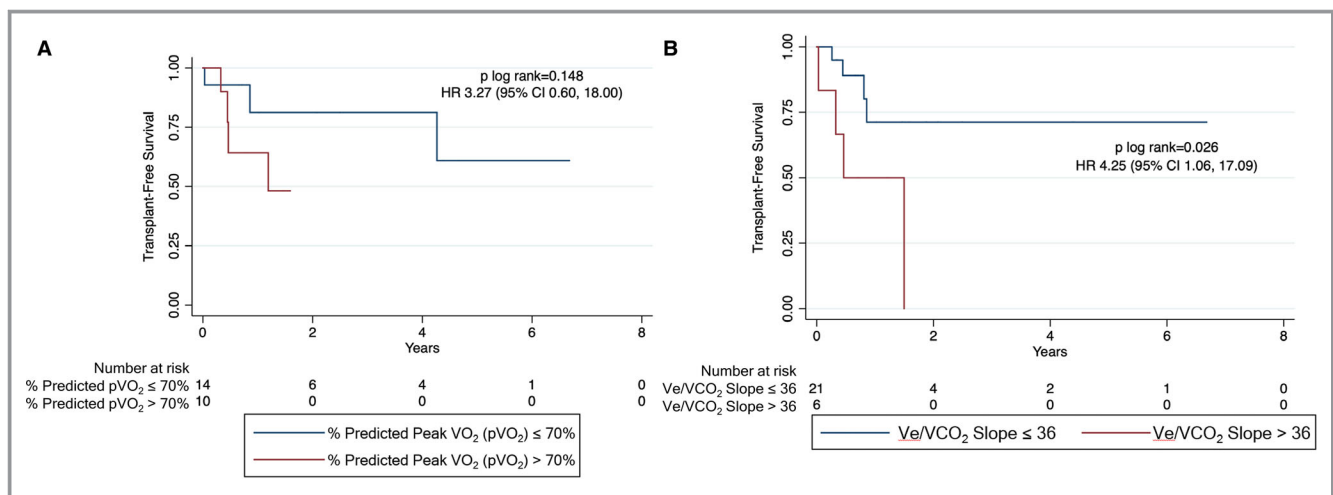 A
Transplant-Free Survival
1.00
0.75
0.50
0.25
0.00
p log rank=0.148
HR 3.27 (95% CI 0.60, 18.00)
0 2 4 6 8
Years
Number at risk
% Predicted pVO₂ ≤ 70% 14 6 4 1 0
% Predicted pVO₂ > 70% 10 0 0 0 0
% Predicted Peak VO₂ (pVO₂) ≤ 70%
% Predicted Peak VO₂ (pVO₂) > 70%
B
Transplant-Free Survival
1.00
0.75
0.50
0.25
0.00
p log rank=0.026
HR 4.25 (95% CI 1.06, 17.09)
0 2 4 6 8
Years
Number at risk
Ve/VCO₂ Slope ≤ 36 21 4 2 1 0
Ve/VCO₂ Slope > 36 6 0 0 0 0
Ve/VCO₂ Slope ≤ 36 Ve/VCO₂ Slope > 36